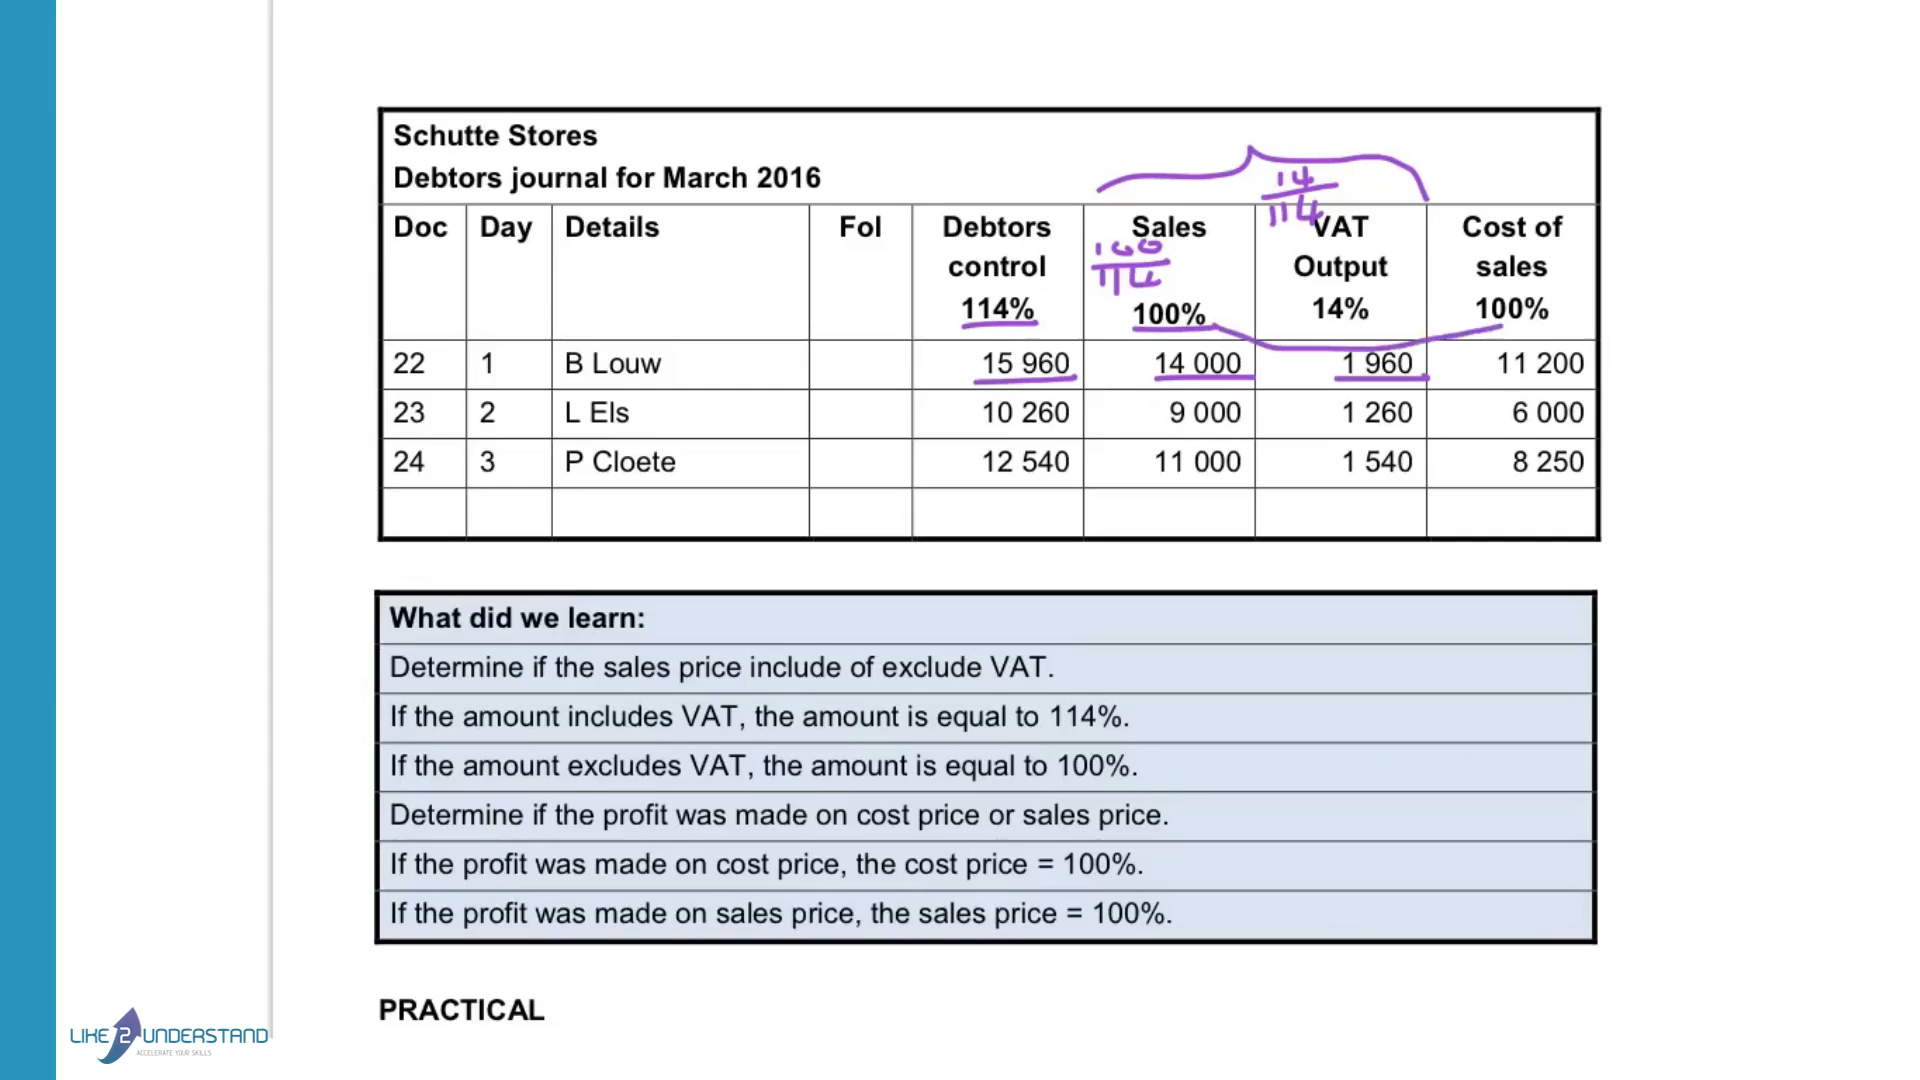 Schutte Stores
Debtors journal for March 2016
14
114
Doc Day Details Fol Debtors control 114% Sales 100% VAT Output 14% Cost of sales 100%
100
114
22 1 B Louw 15 960 14 000 1 960 11 200
23 2 L Els 10 260 9 000 1 260 6 000
24 3 P Cloete 12 540 11 000 1 540 8 250
What did we learn:
Determine if the sales price include of exclude VAT.
If the amount includes VAT, the amount is equal to 114%.
If the amount excludes VAT, the amount is equal to 100%.
Determine if the profit was made on cost price or sales price.
If the profit was made on cost price, the cost price = 100%.
If the profit was made on sales price, the sales price = 100%.
PRACTICAL
LIKE 2 UNDERSTAND
ACCELERATE YOUR SKILLS